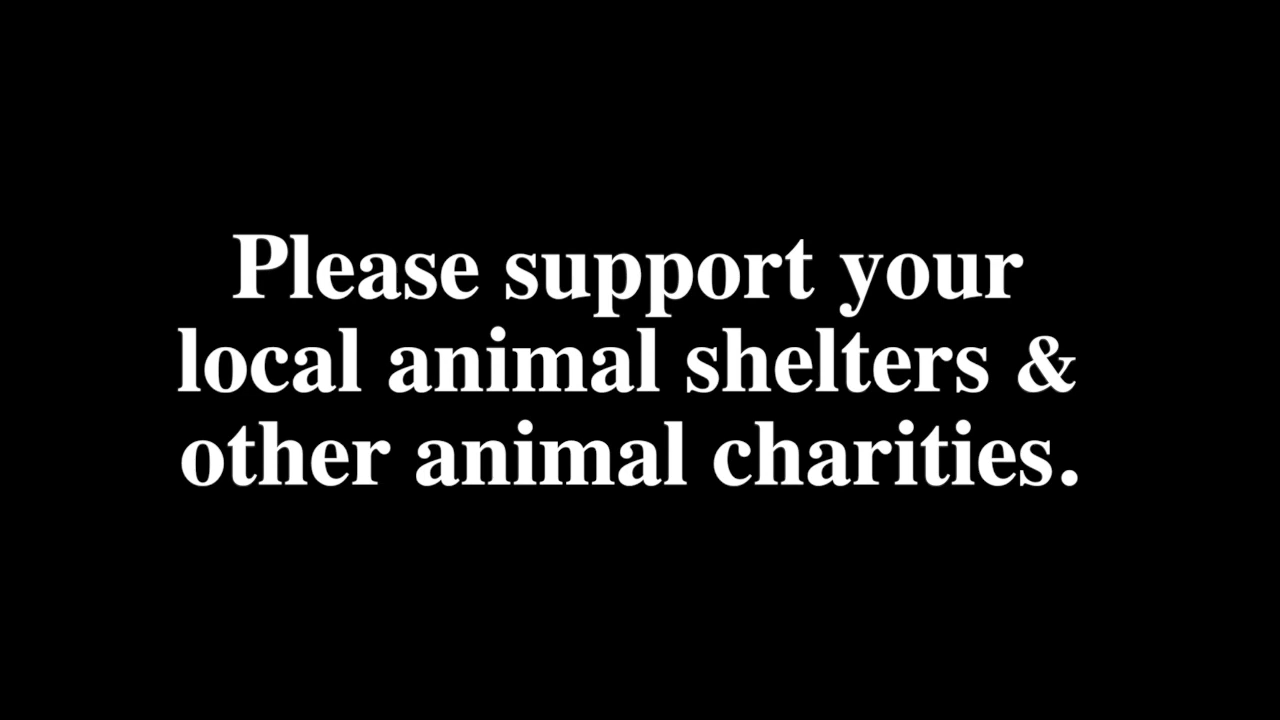 Please support your
local animal shelters &
other animal charities.